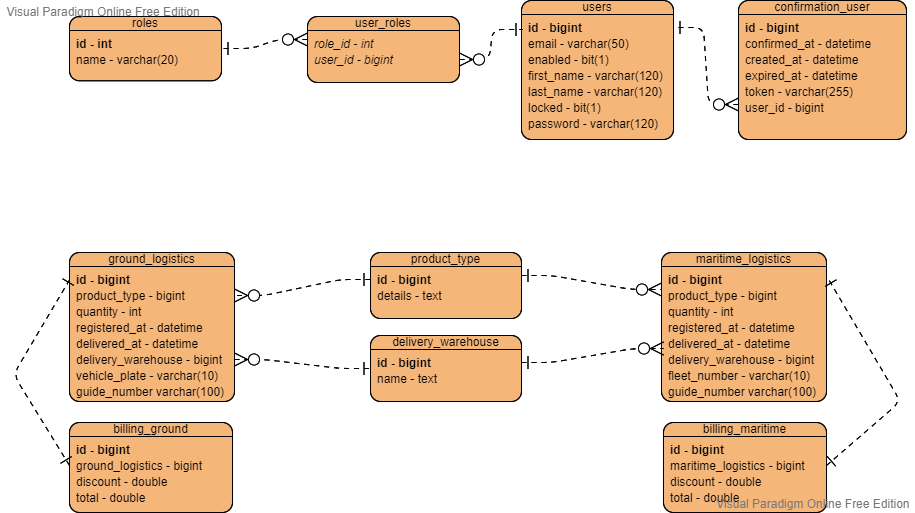 Visual Paradigm Online Free Edition
roles
id - int
name - varchar(20)
user_roles
role_id - int
user_id - bigint
users
id - bigint
email - varchar(50)
enabled - bit(1)
first_name - varchar(120)
last_name - varchar(120)
locked - bit(1)
password - varchar(120)
confirmation_user
id - bigint
confirmed_at - datetime
created_at - datetime
expired_at - datetime
token - varchar(255)
user_id - bigint
ground_logistics
id - bigint
product_type - bigint
quantity - int
registered_at - datetime
delivered_at - datetime
delivery_warehouse - bigint
vehicle_plate - varchar(10)
guide_number varchar(100)
product_type
id - bigint
details - text
delivery_warehouse
id - bigint
name - text
maritime_logistics
id - bigint
product_type - bigint
quantity - int
registered_at - datetime
delivered_at - datetime
delivery_warehouse - bigint
fleet_number - varchar(10)
guide_number varchar(100)
billing_ground
id - bigint
ground_logistics - bigint
discount - double
total - double
billing_maritime
id - bigint
maritime_logistics - bigint
discount - double
total - double
Visual Paradigm Online Free Edition